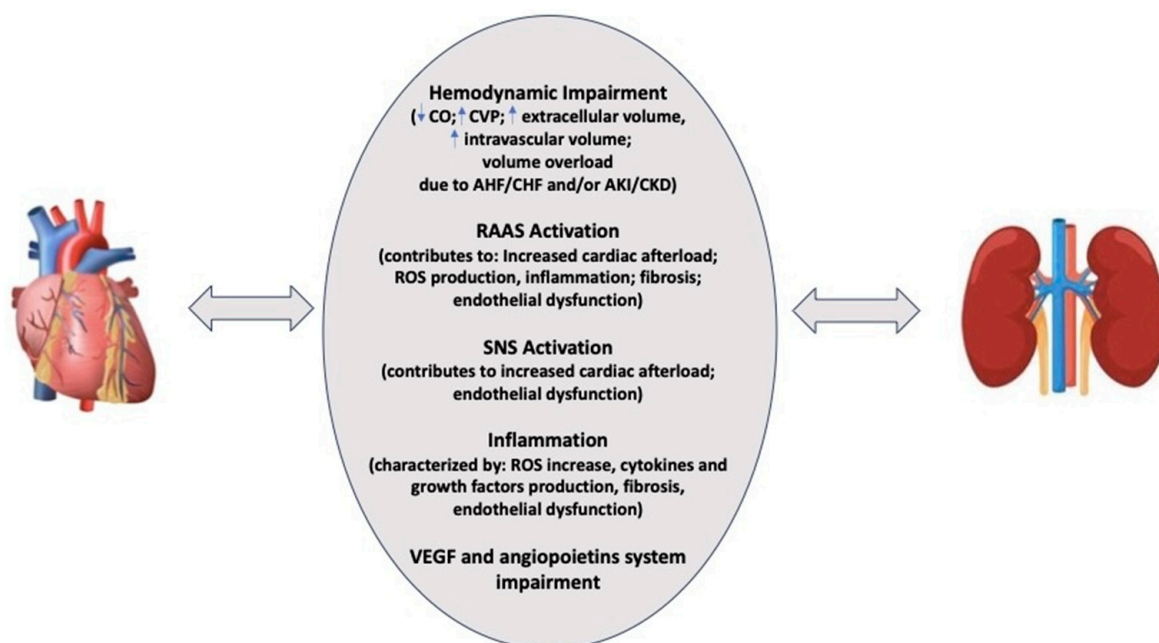 Hemodynamic Impairment
(↓CO;↑CVP;↑ extracellular volume,
↑ intravascular volume;
volume overload
due to AHF/CHF and/or AKI/CKD)
RAAS Activation
(contributes to: Increased cardiac afterload;
ROS production, inflammation; fibrosis;
endothelial dysfunction)
SNS Activation
(contributes to increased cardiac afterload;
endothelial dysfunction)
Inflammation
(characterized by: ROS increase, cytokines and
growth factors production, fibrosis,
endothelial dysfunction)
VEGF and angiopoietins system
impairment